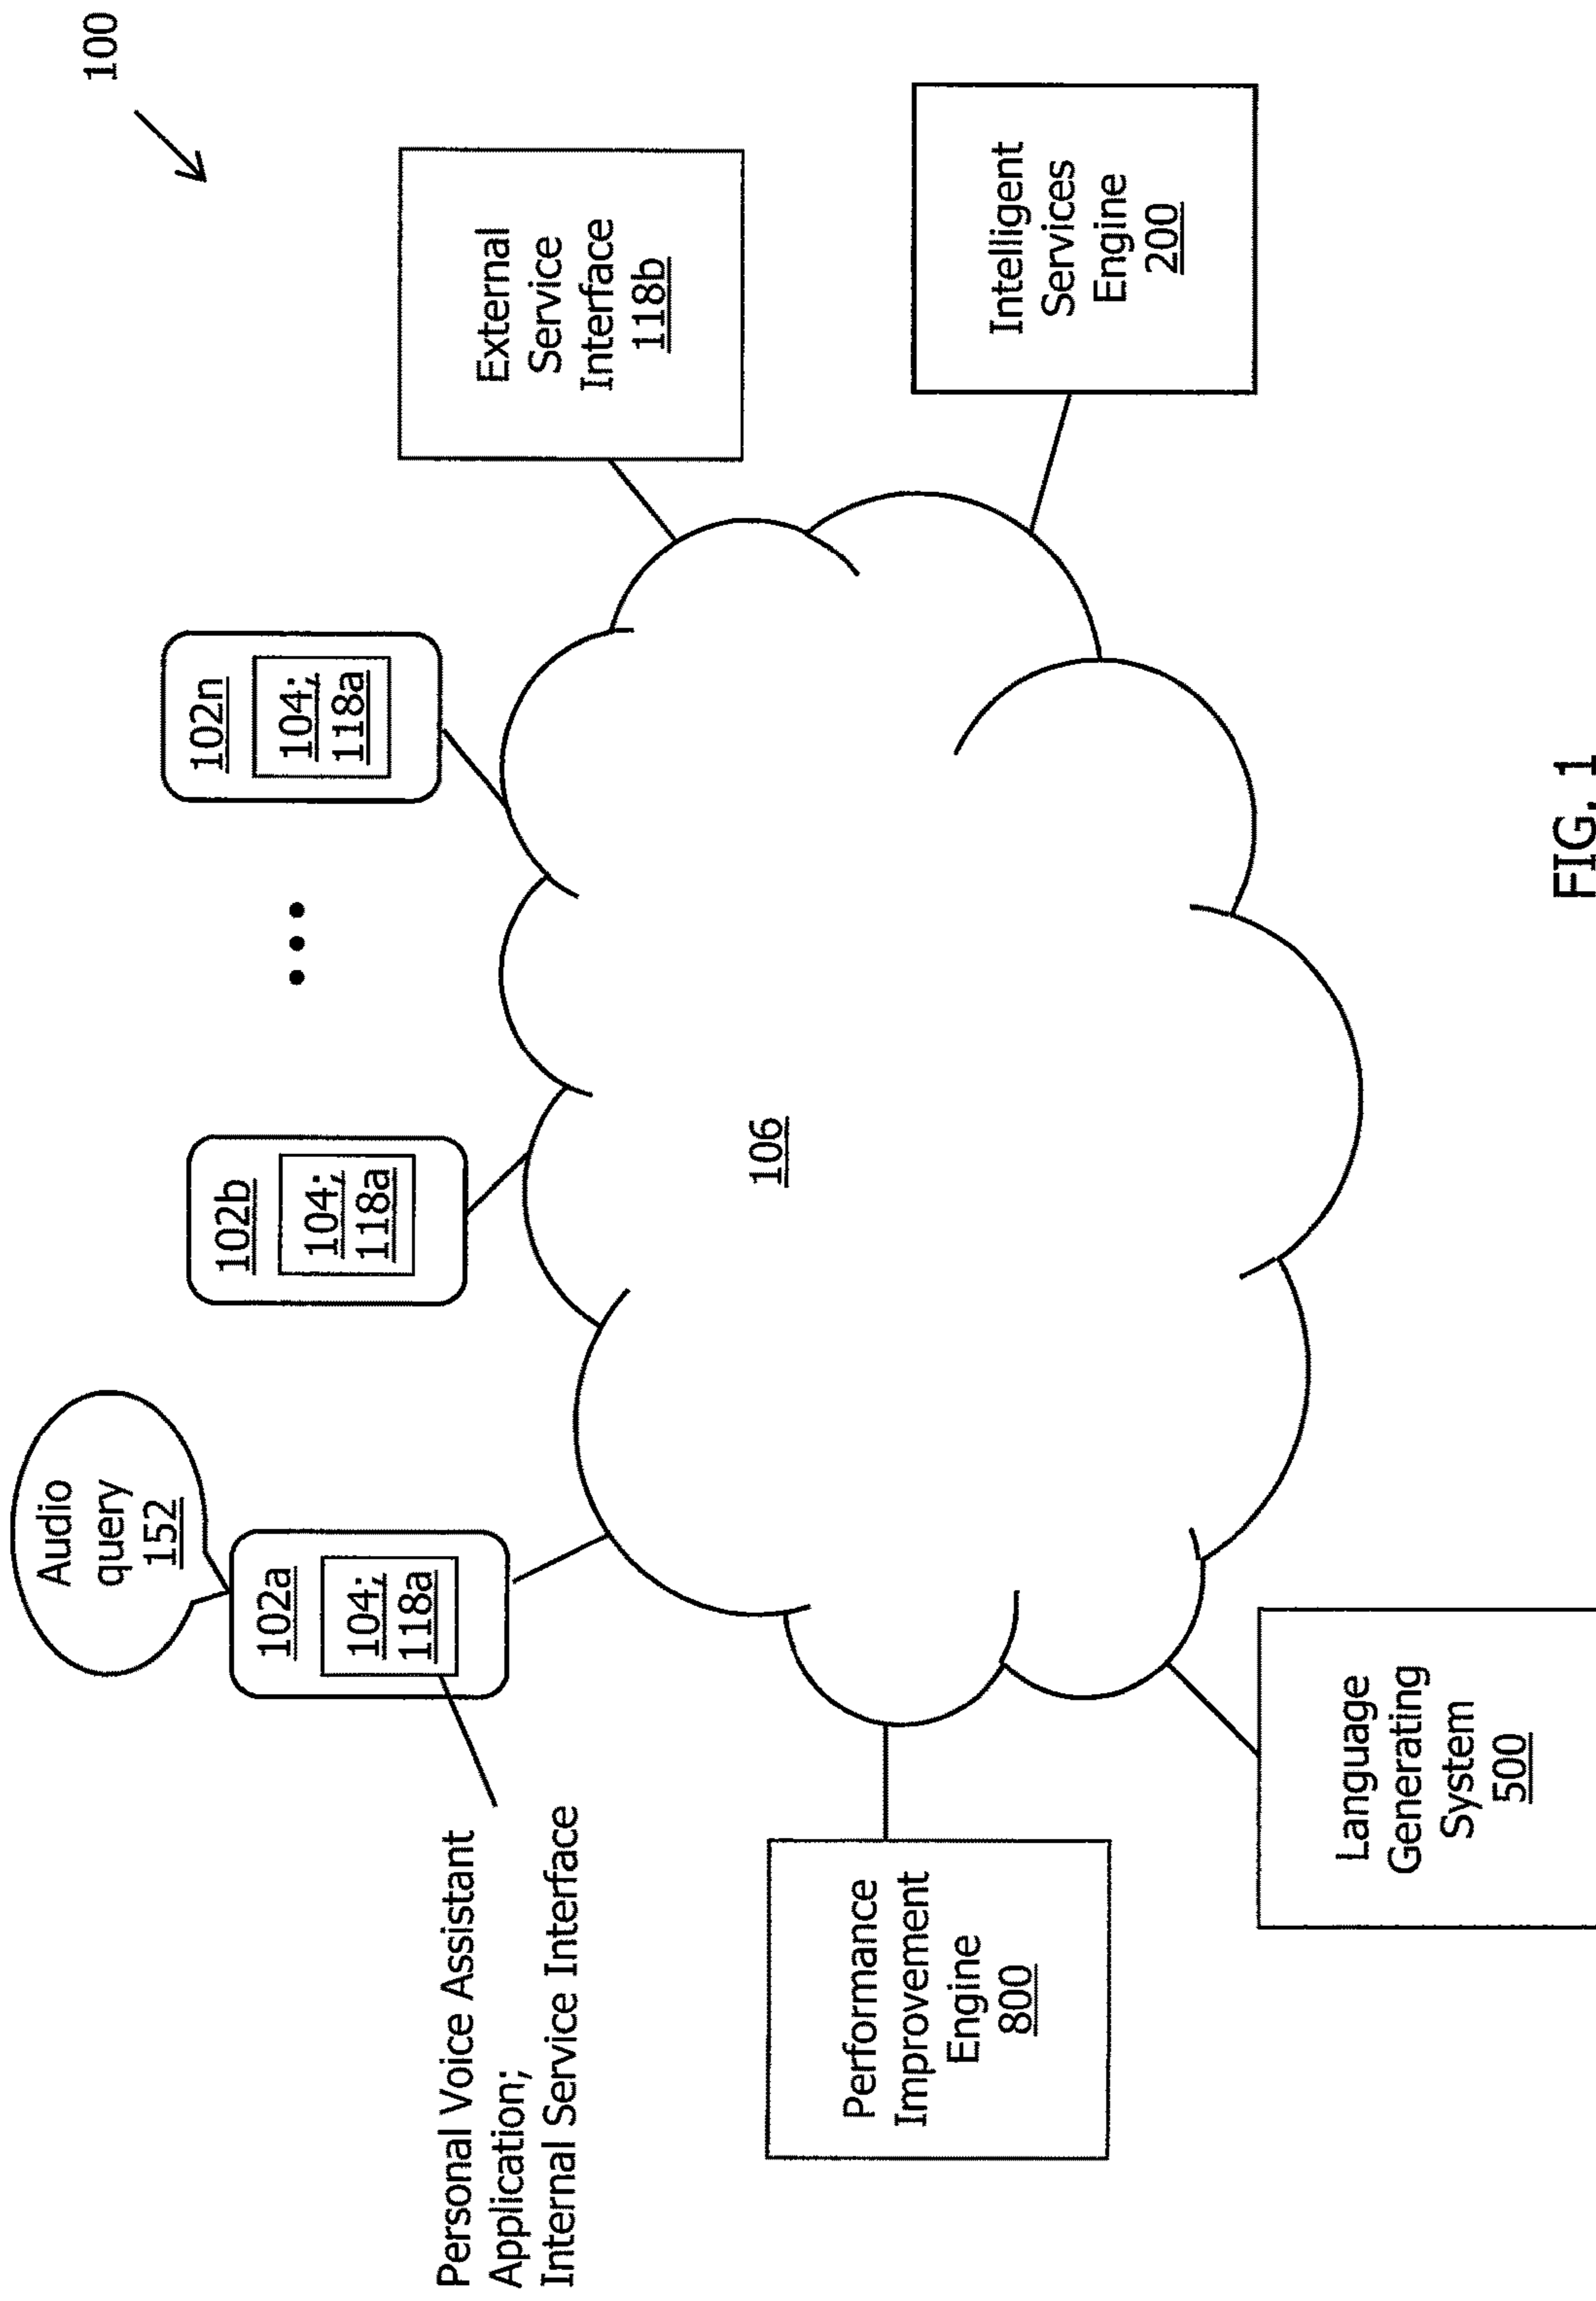 100
Audio
query
152
102a
104;
118a
102b
104;
118a
102n
104;
118a
Personal Voice Assistant
Application;
Internal Service Interface
External
Service
Interface
118b
106
Performance
Improvement
Engine
800
Intelligent
Services
Engine
200
Language
Generating
System
500
FIG. 1